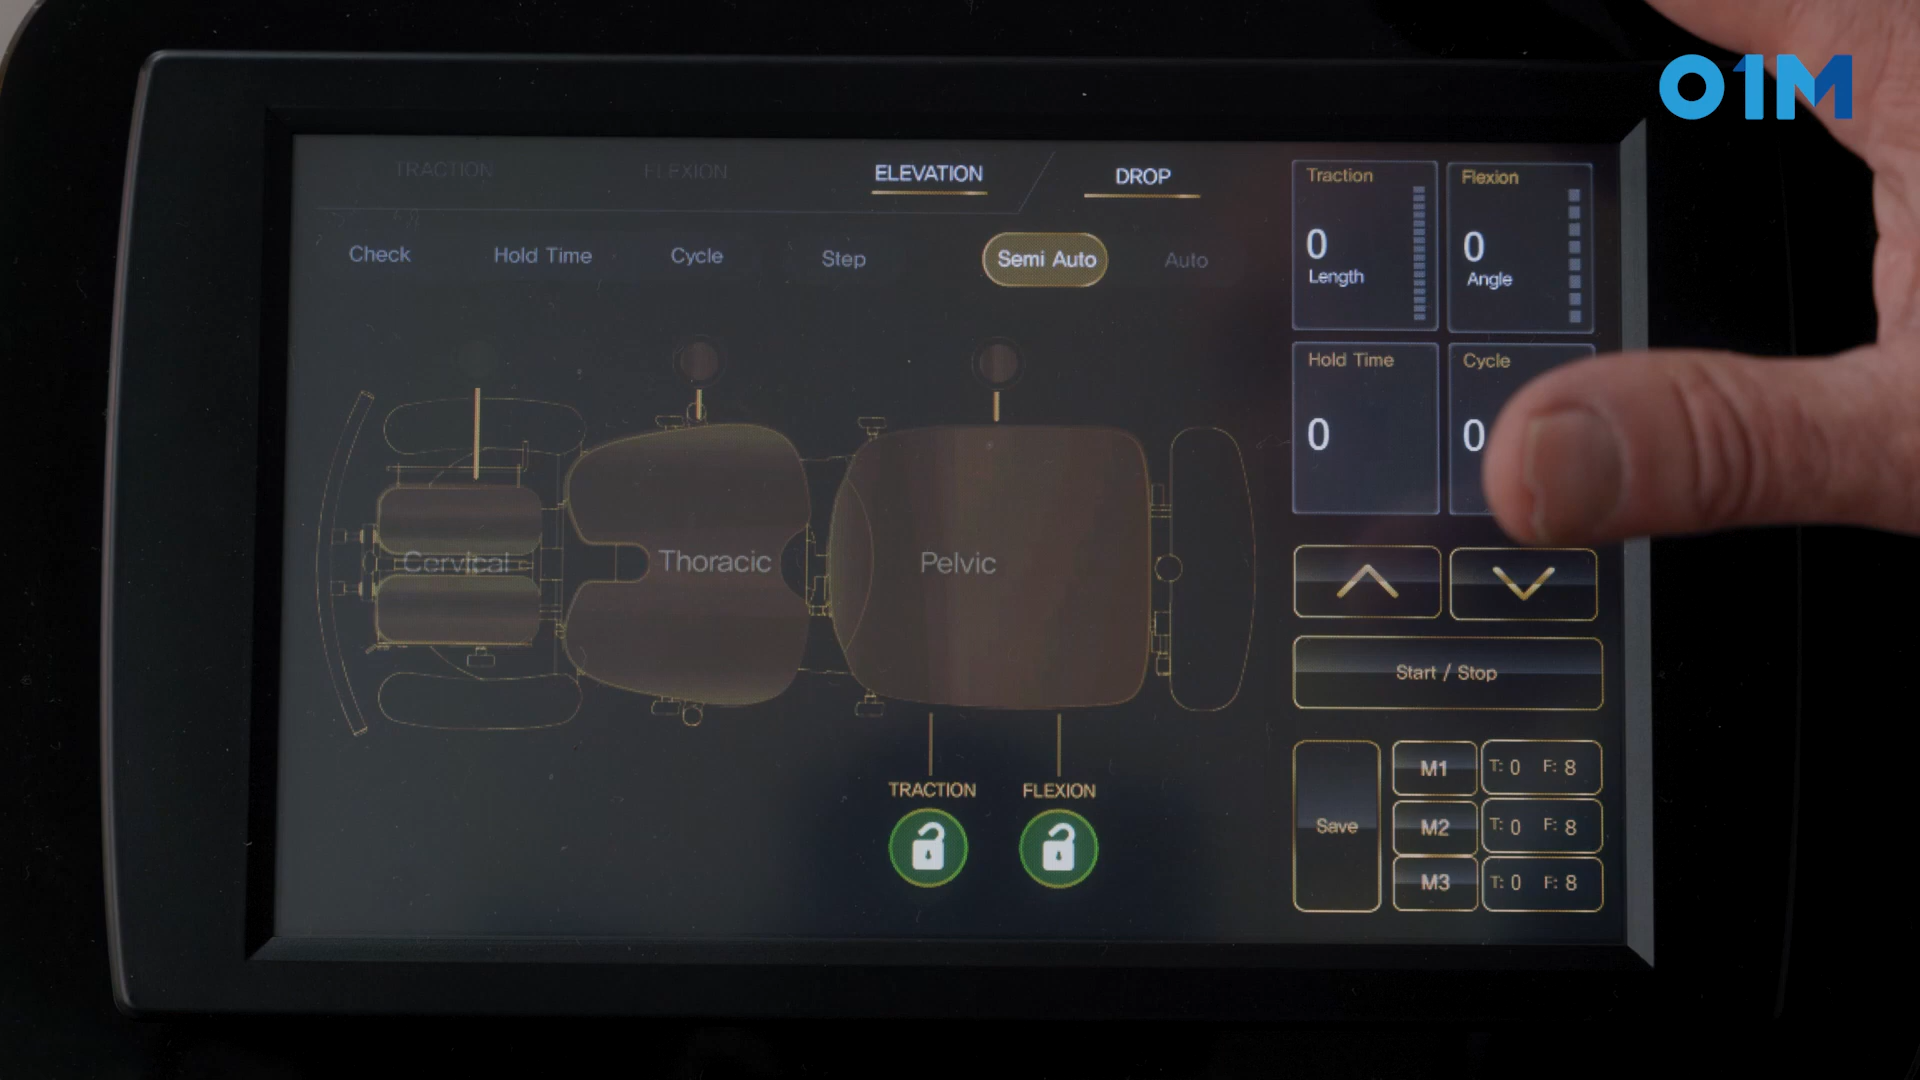 O1M
TRACTION FLEXION ELEVATION DROP
Check Hold Time Cycle Step Semi Auto Auto
Traction
0
Length
Flexion
0
Angle
Hold Time
0
Cycle
0
Cervical Thoracic Pelvic
Start / Stop
TRACTION FLEXION
Save
M1 T: 0 F: 8
M2 T: 0 F: 8
M3 T: 0 F: 8